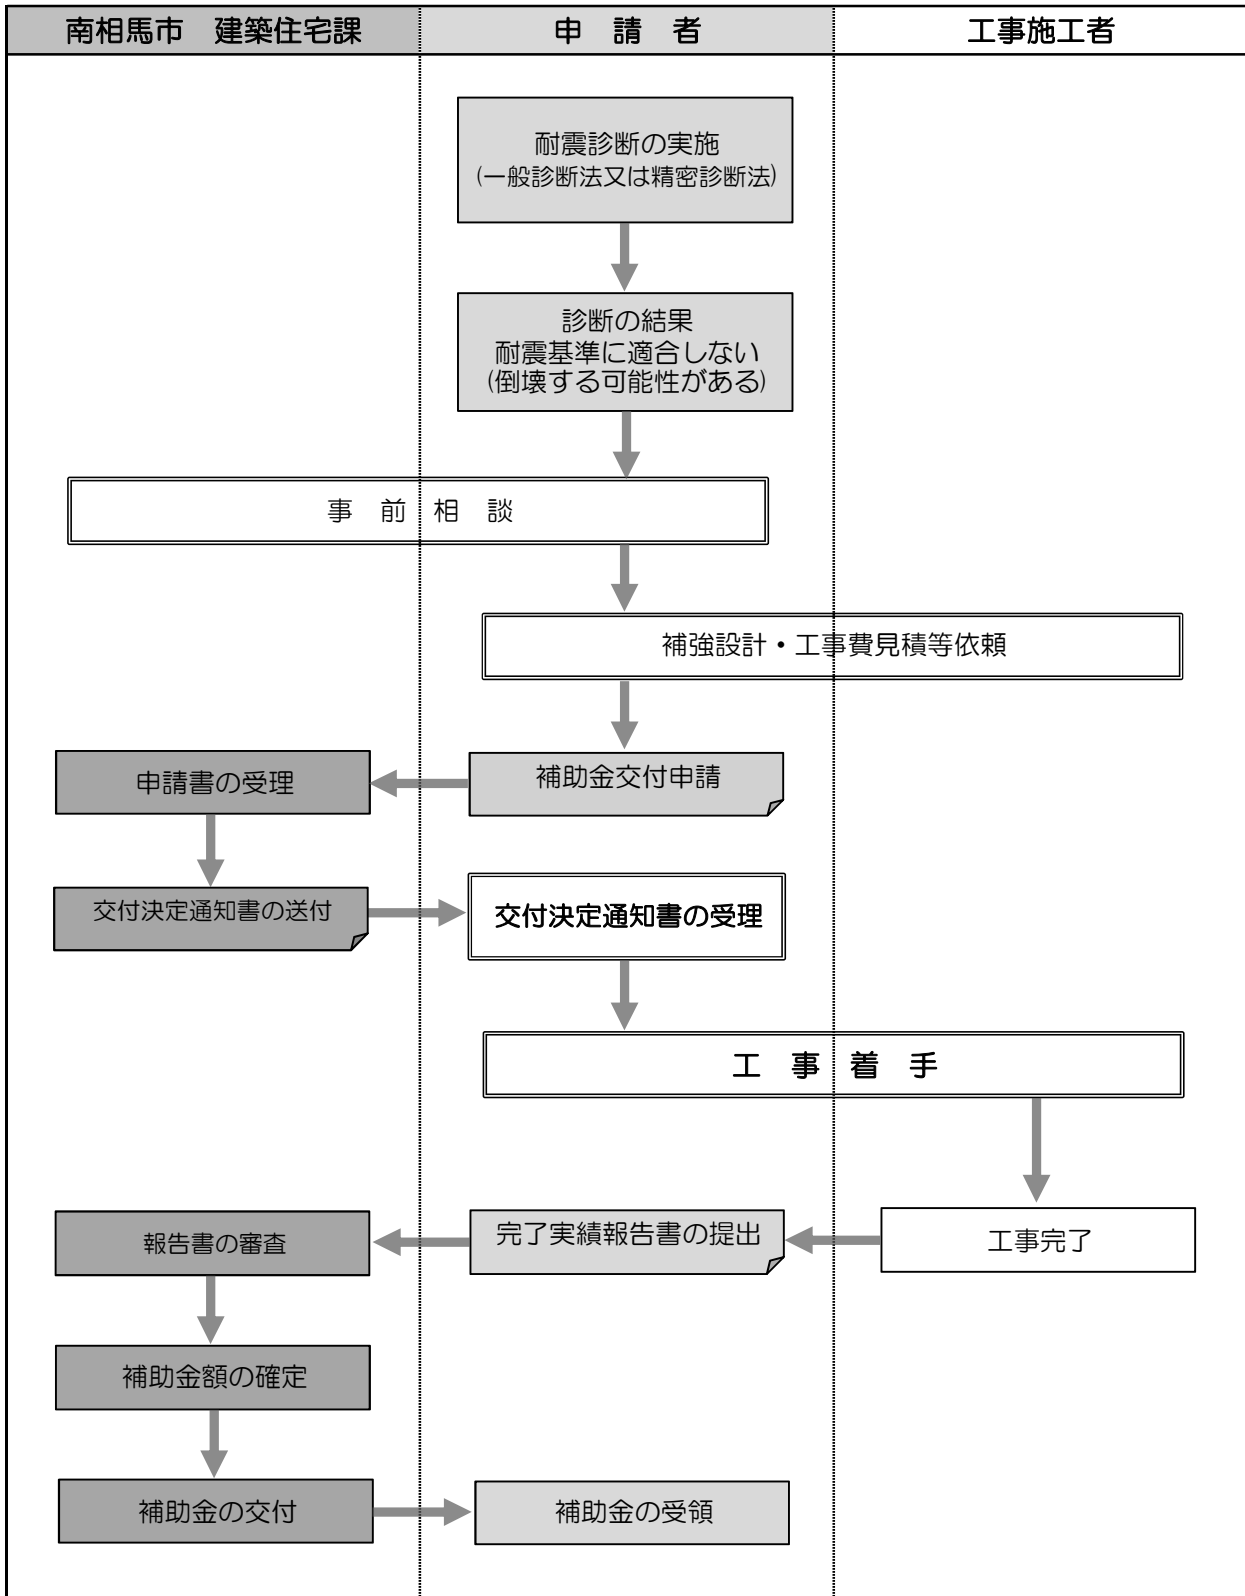 南相馬市　建築住宅課
申　請　者
工事施工者
耐震診断の実施
(一般診断法又は精密診断法)
診断の結果
耐震基準に適合しない
(倒壊する可能性がある)
事　前　相　談
補強設計・工事費見積等依頼
申請書の受理
補助金交付申請
交付決定通知書の送付
交付決定通知書の受理
工　事　着　手
報告書の審査
完了実績報告書の提出
工事完了
補助金額の確定
補助金の交付
補助金の受領